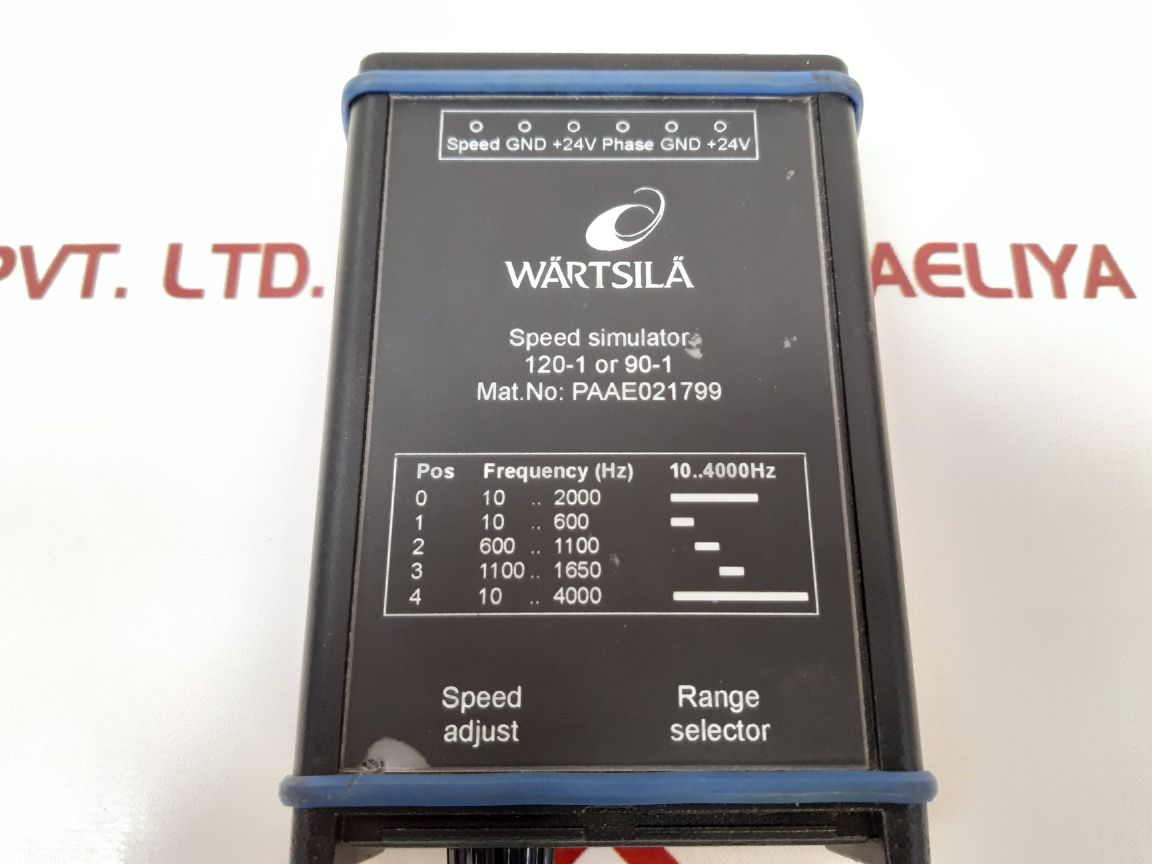 Speed GND +24V Phase GND +24V
WÄRTSILÄ
PVT. LTD.
AELIYA
Speed simulator
120-1 or 90-1
Mat.No: PAAE021799
Pos Frequency (Hz) 10..4000Hz
0 10 .. 2000
1 10 .. 600
2 600 .. 1100
3 1100 .. 1650
4 10 .. 4000
Speed adjust
Range selector